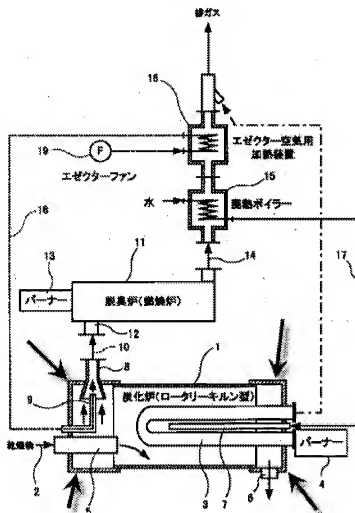 排ガス
16
エゼクター空気用
加熱装置
19
F
エゼクターファン
15
水
廃熱ボイラー
18
14
17
11
13
バーナー
脱臭炉(燃焼炉)
12
10
8
1
9
炭化炉(ロータリーキルン型)
バーナー
乾燥物
2
5
3
7
6
4